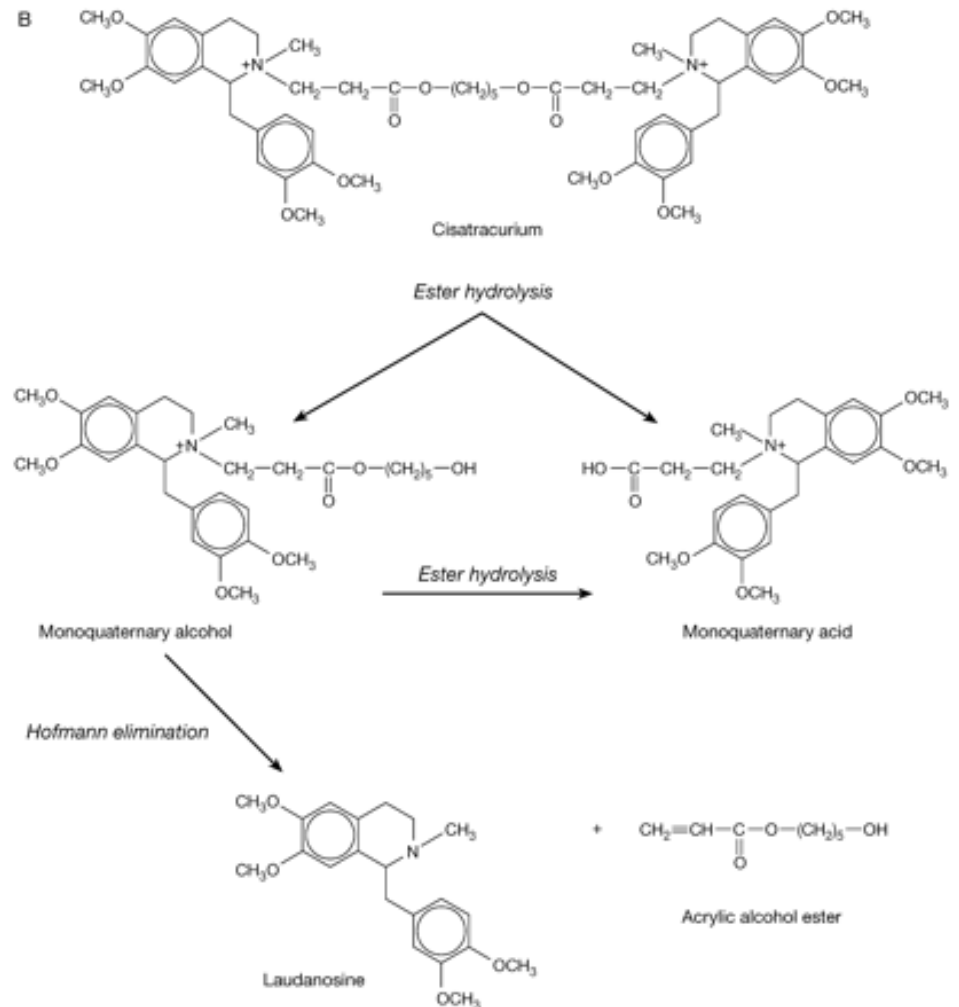 B
CH₃O
CH₃O
+N
CH₃
CH₂–CH₂–C–O–(CH₂)₅–O–C–CH₂–CH₂
O
O
H₃C
N+
OCH₃
OCH₃
OCH₃
OCH₃
CH₃O
OCH₃
Cisatracurium
Ester hydrolysis
CH₃O
CH₃O
+N
CH₃
CH₂–CH₂–C–O–(CH₂)₅–OH
O
OCH₃
OCH₃
CH₃
N+
HO–C–CH₂–CH₂
O
OCH₃
OCH₃
CH₃O
OCH₃
Ester hydrolysis
Monoquaternary alcohol
Monoquaternary acid
Hofmann elimination
CH₃O
CH₃O
N
CH₃
OCH₃
OCH₃
+
CH₂=CH–C–O–(CH₂)₅–OH
O
Acrylic alcohol ester
Laudanosine